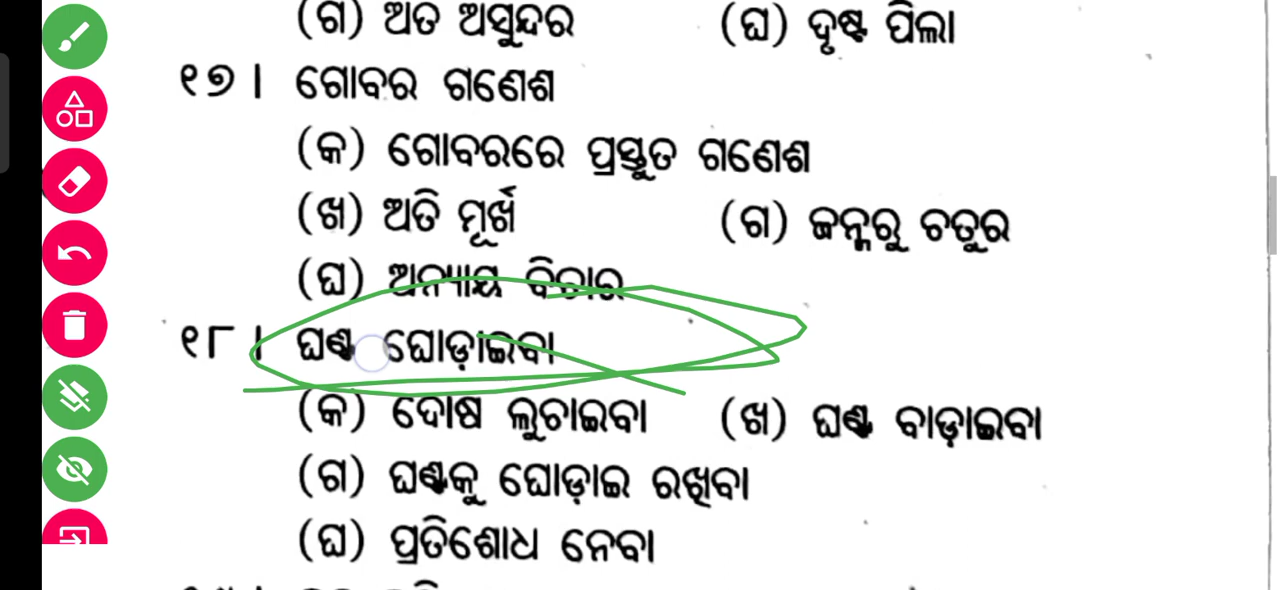 (ଗ) ଅତି ଅସୁନ୍ଦର (ଘ) ଦୃଷ୍ଟ ପିଲା
୧୭। ଗୋବର ଗଣେଶ
(କ) ଗୋବରରେ ପ୍ରସ୍ତୁତ ଗଣେଶ
(ଖ) ଅତି ମୂର୍ଖ (ଗ) ଜନ୍ମରୁ ଚତୁର
(ଘ) ଅନ୍ୟାୟ ବିଚାର
୧୮। ଘଣ୍ଟ ଘୋଡ଼ାଇବା
(କ) ଦୋଷ ଲୁଚାଇବା (ଖ) ଘଣ୍ଟ ବାଡ଼ାଇବା
(ଗ) ଘଣ୍ଟକୁ ଘୋଡ଼ାଇ ରଖିବା
(ଘ) ପ୍ରତିଶୋଧ ନେବା